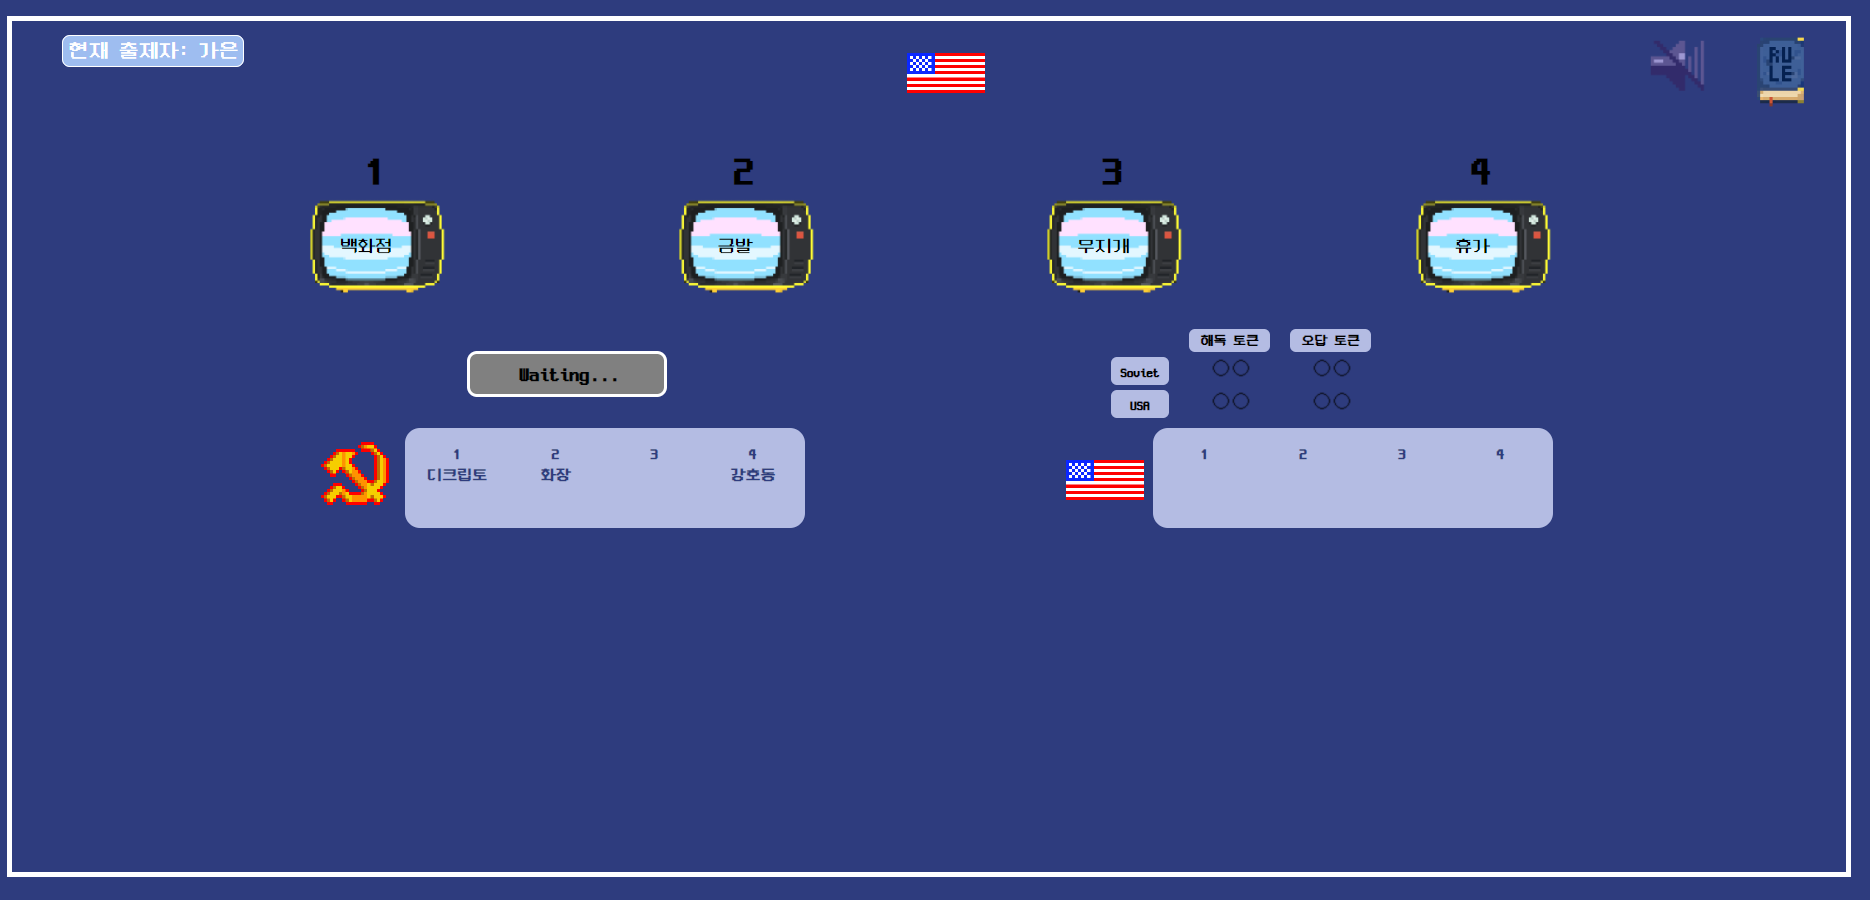 현재 출제자: 가은
RU
LE
1 2 3 4
백화점 금발 무지개 휴가
해독 토큰 오답 토큰
Waiting...
Soviet
USA
1 2 3 4
디크립토 화장 강호동
1 2 3 4